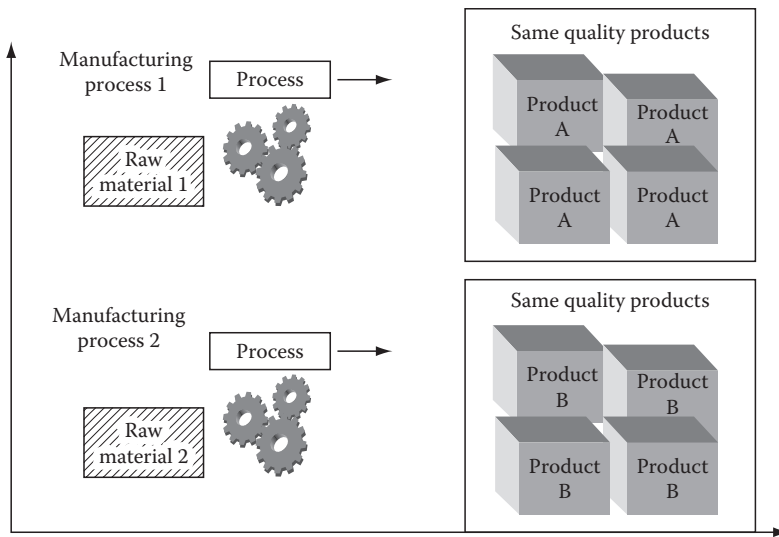 Manufacturing
process 1
Process
Raw
material 1
Same quality products
Product
A
Product
A
Product
A
Product
A
Manufacturing
process 2
Process
Raw
material 2
Same quality products
Product
B
Product
B
Product
B
Product
B